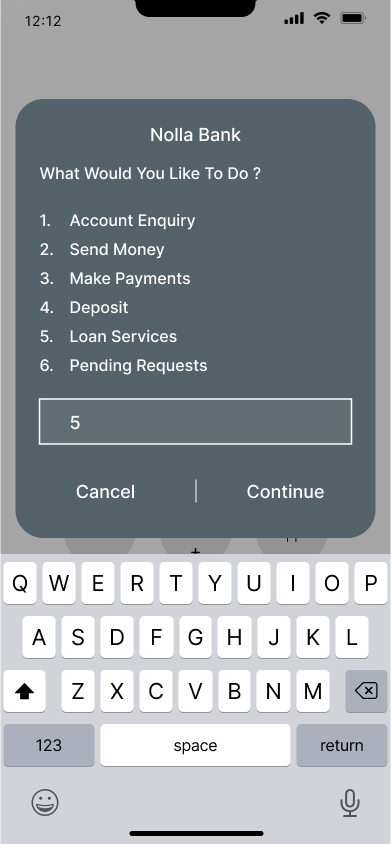 12:12
Nolla Bank
What Would You Like To Do ?
1. Account Enquiry
2. Send Money
3. Make Payments
4. Deposit
5. Loan Services
6. Pending Requests
5
Cancel | Continue
+
Q W E R T Y U I O P
A S D F G H J K L
Z X C V B N M
123 space return